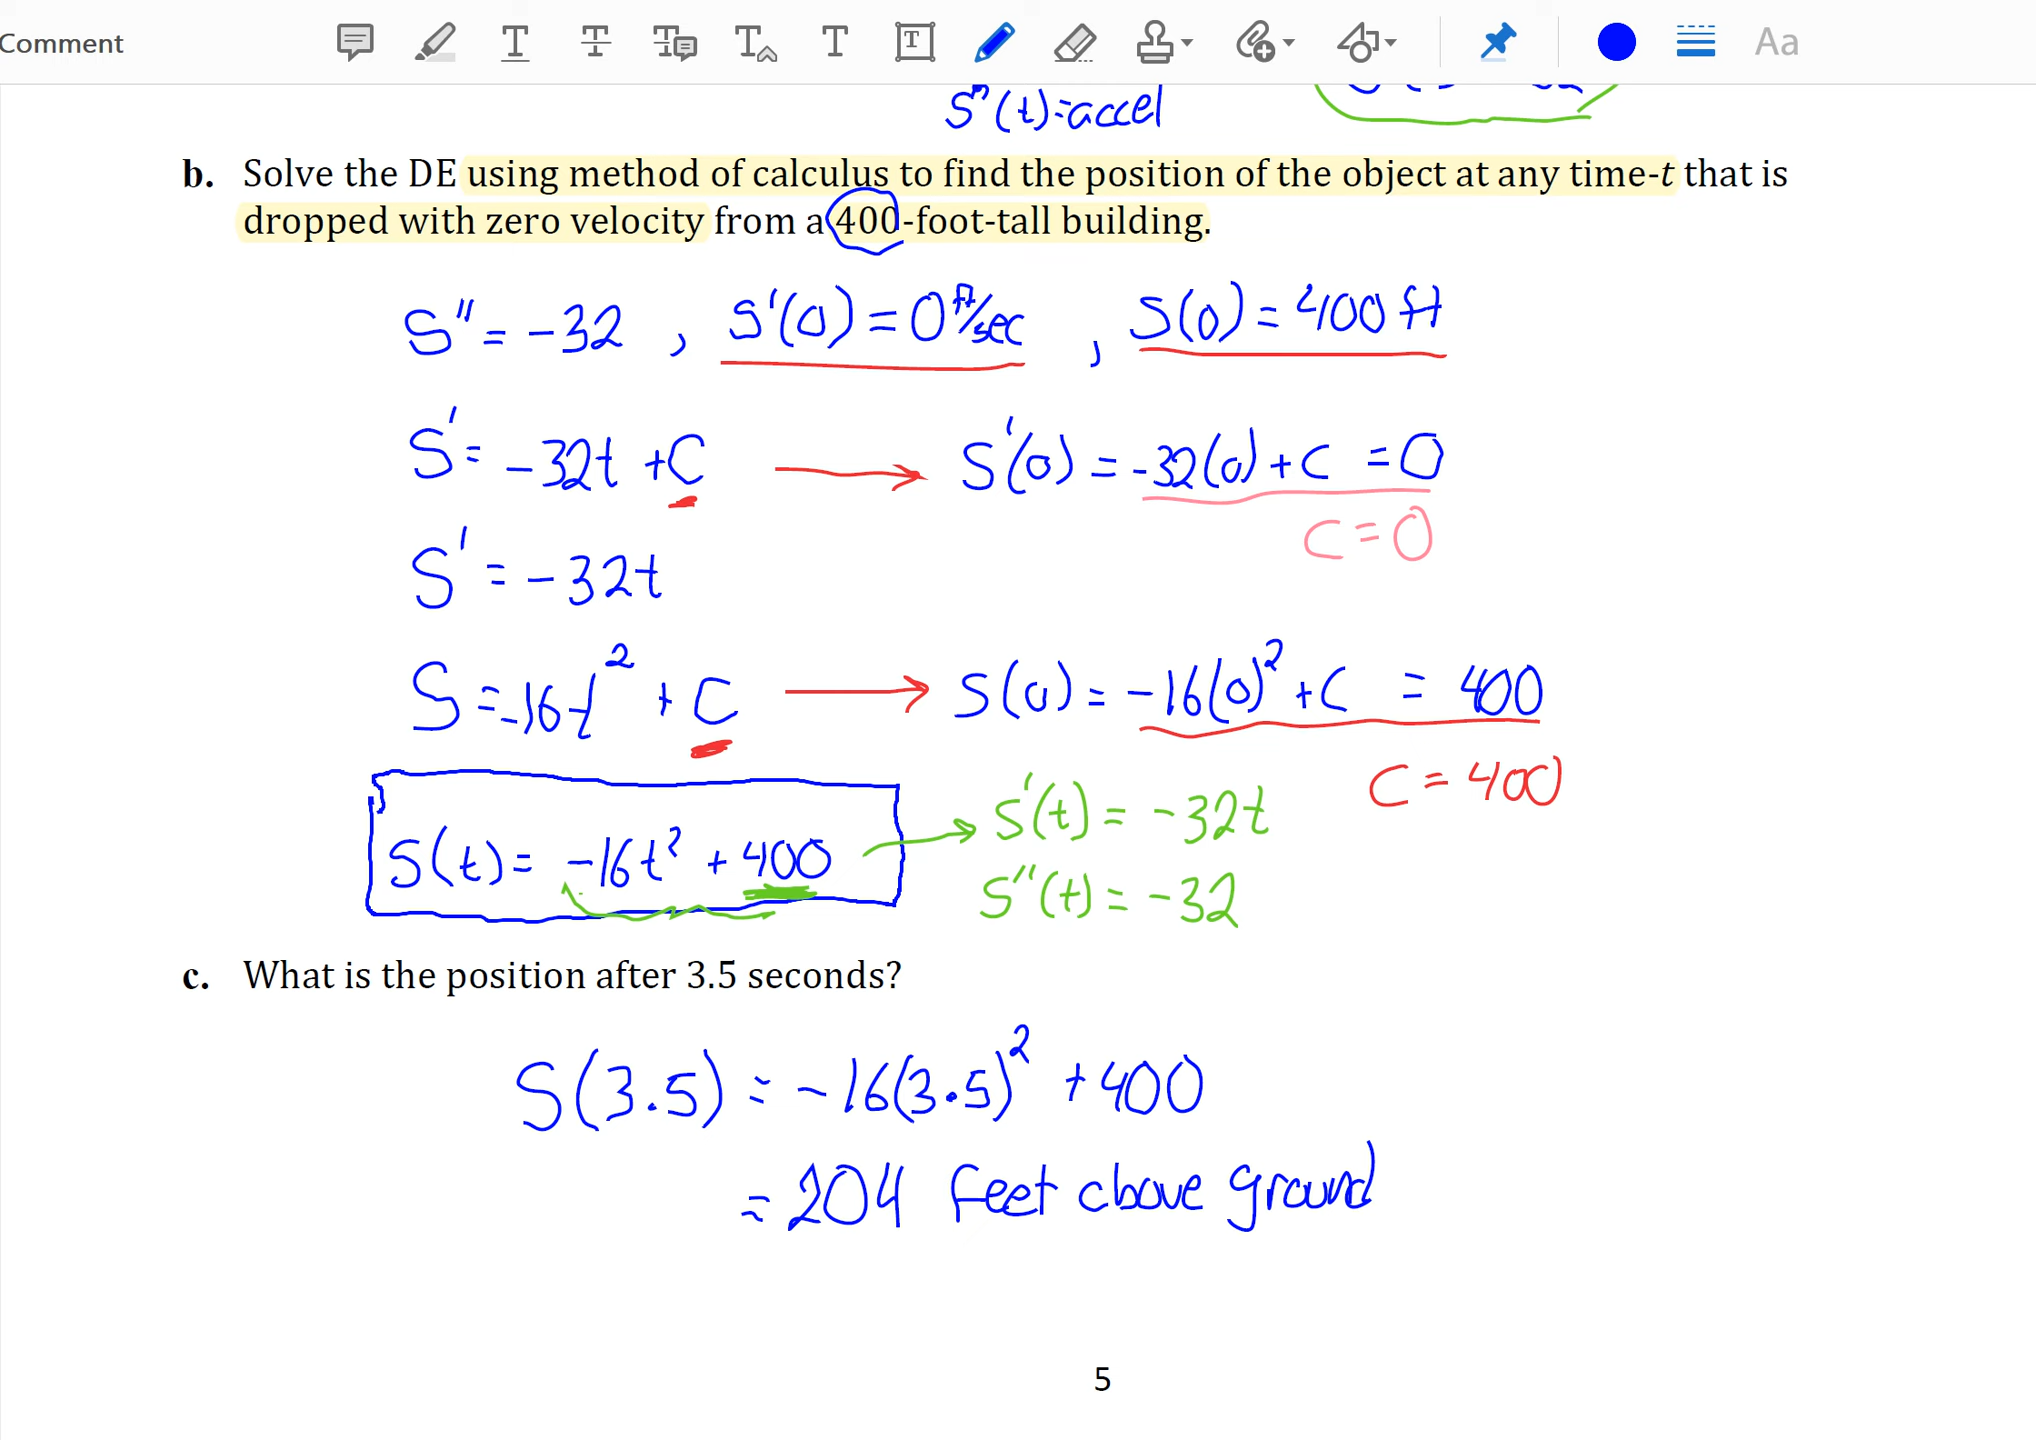 Comment
Aa
S"(t)=accel
b. Solve the DE using method of calculus to find the position of the object at any time-t that is
dropped with zero velocity from a 400-foot-tall building.
S" = -32 , S'(0) = 0 ft/sec , S(0) = 400 ft
S' = -32t + C → S'(0) = -32(0) + C = 0
C = 0
S' = -32t
S = -16t² + C → S(0) = -16(0)² + C = 400
C = 400
S(t) = -16t² + 400 → S'(t) = -32t
S"(t) = -32
c. What is the position after 3.5 seconds?
S(3.5) = -16(3.5)² + 400
= 204 feet above ground
5